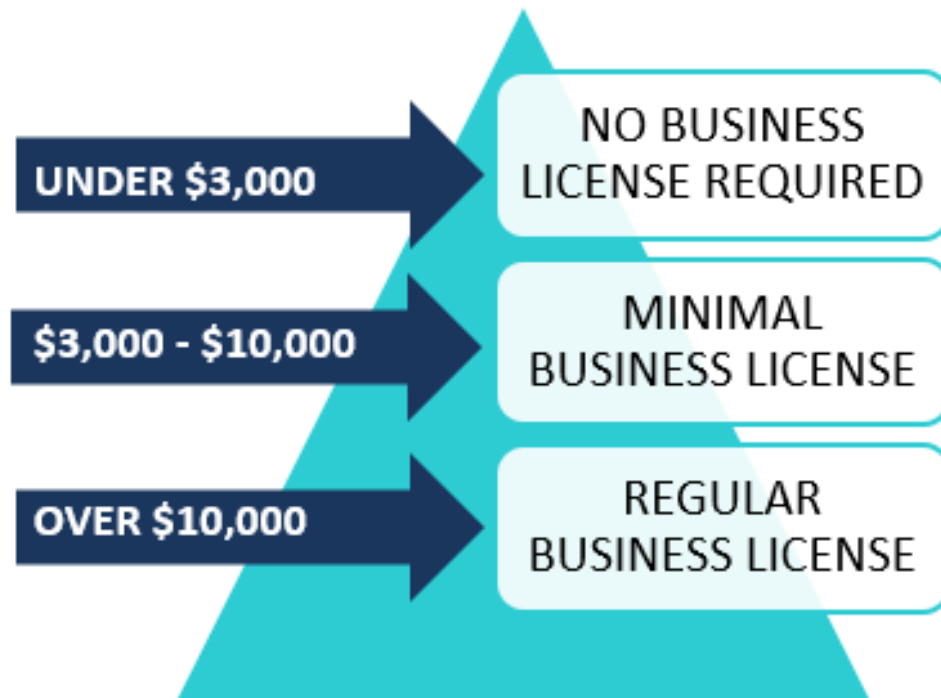 UNDER $3,000
NO BUSINESS
LICENSE REQUIRED
$3,000 - $10,000
MINIMAL
BUSINESS LICENSE
OVER $10,000
REGULAR
BUSINESS LICENSE